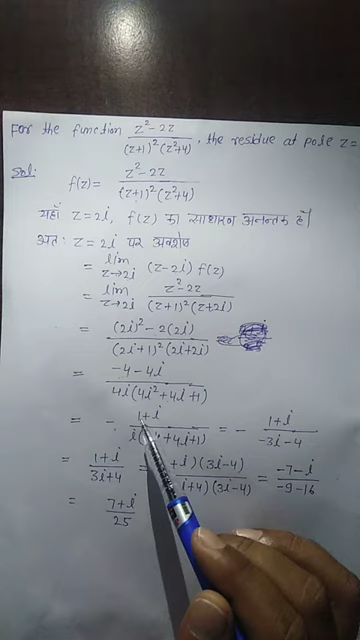 For the function z²-2z / (z+1)²(z²+4), the residue at pole z=
Sol:
f(z) = z²-2z / (z+1)²(z²+4)
यहाँ z=2i, f(z) का साधारण अनन्तक है।
अतः z=2i पर अवशेष
= lim z→2i (z-2i) f(z)
= lim z→2i z²-2z / (z+1)²(z+2i)
= (2i)²-2(2i) / (2i+1)²(2i+2i)
= -4-4i / 4i(4i²+4i+1)
= - 1+i / i( +4i+1) = - 1+i / -3i-4
= 1+i / 3i+4 = +i)(3i-4) / i+4)(3i-4) = -7-i / -9-16
= 7+i / 25